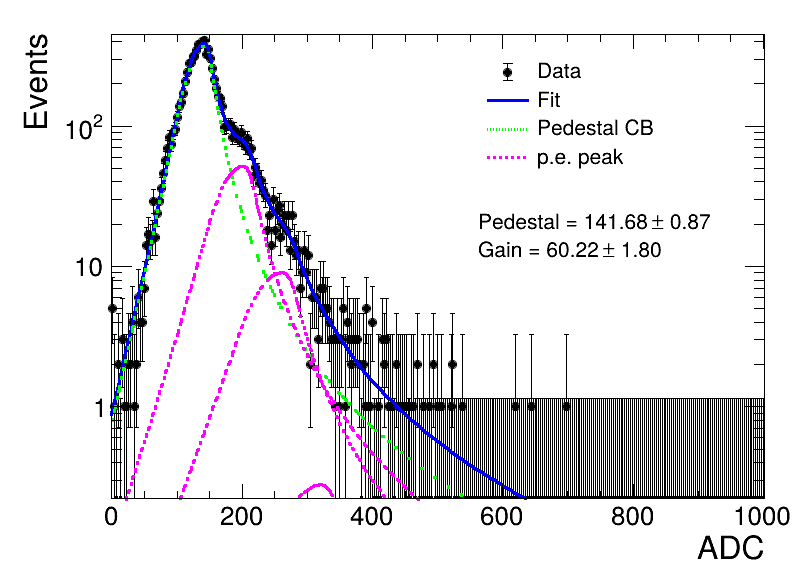 Events
Data
Fit
Pedestal CB
p.e. peak
Pedestal = 141.68 ± 0.87
Gain = 60.22 ± 1.80
10²
10
1
0 200 400 600 800 1000
ADC